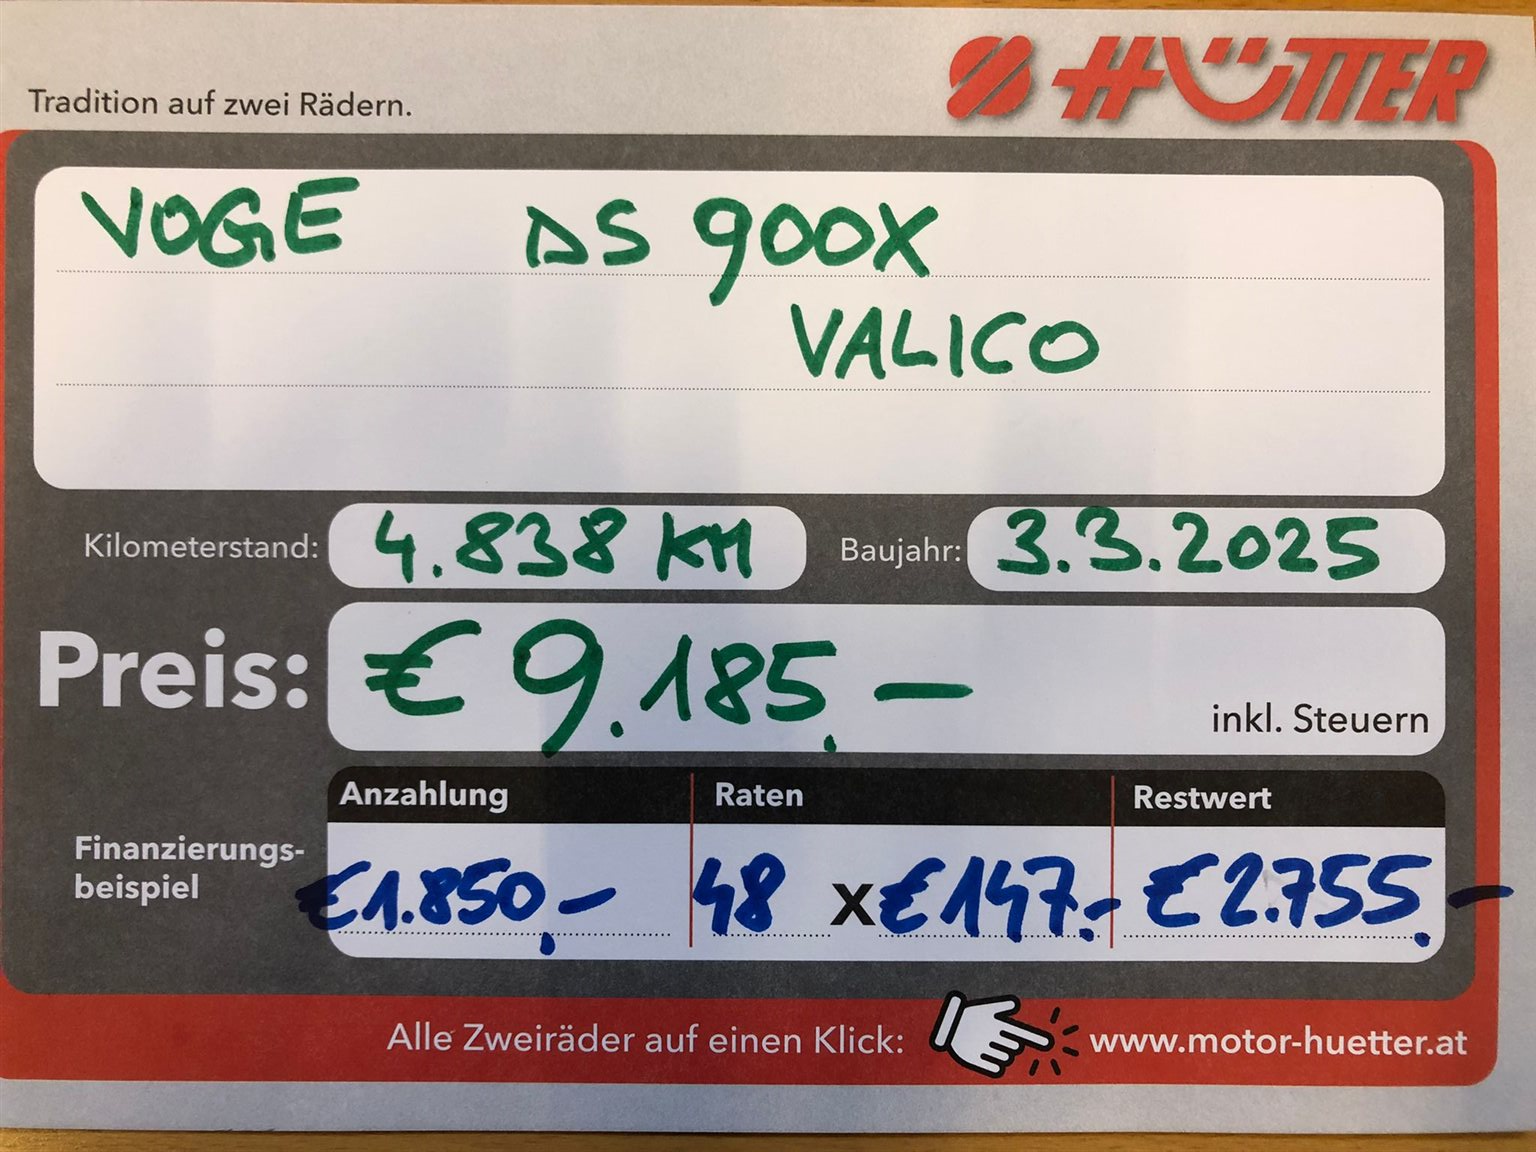 HÜTTER
Tradition auf zwei Rädern.
VOGE DS 900X
VALICO
Kilometerstand: 4.838 KM Baujahr: 3.3.2025
Preis: € 9.185.- inkl. Steuern
Anzahlung Raten Restwert
Finanzierungs-
beispiel
€1.850.- 48 x €147.- € 2.755.-
Alle Zweiräder auf einen Klick: www.motor-huetter.at